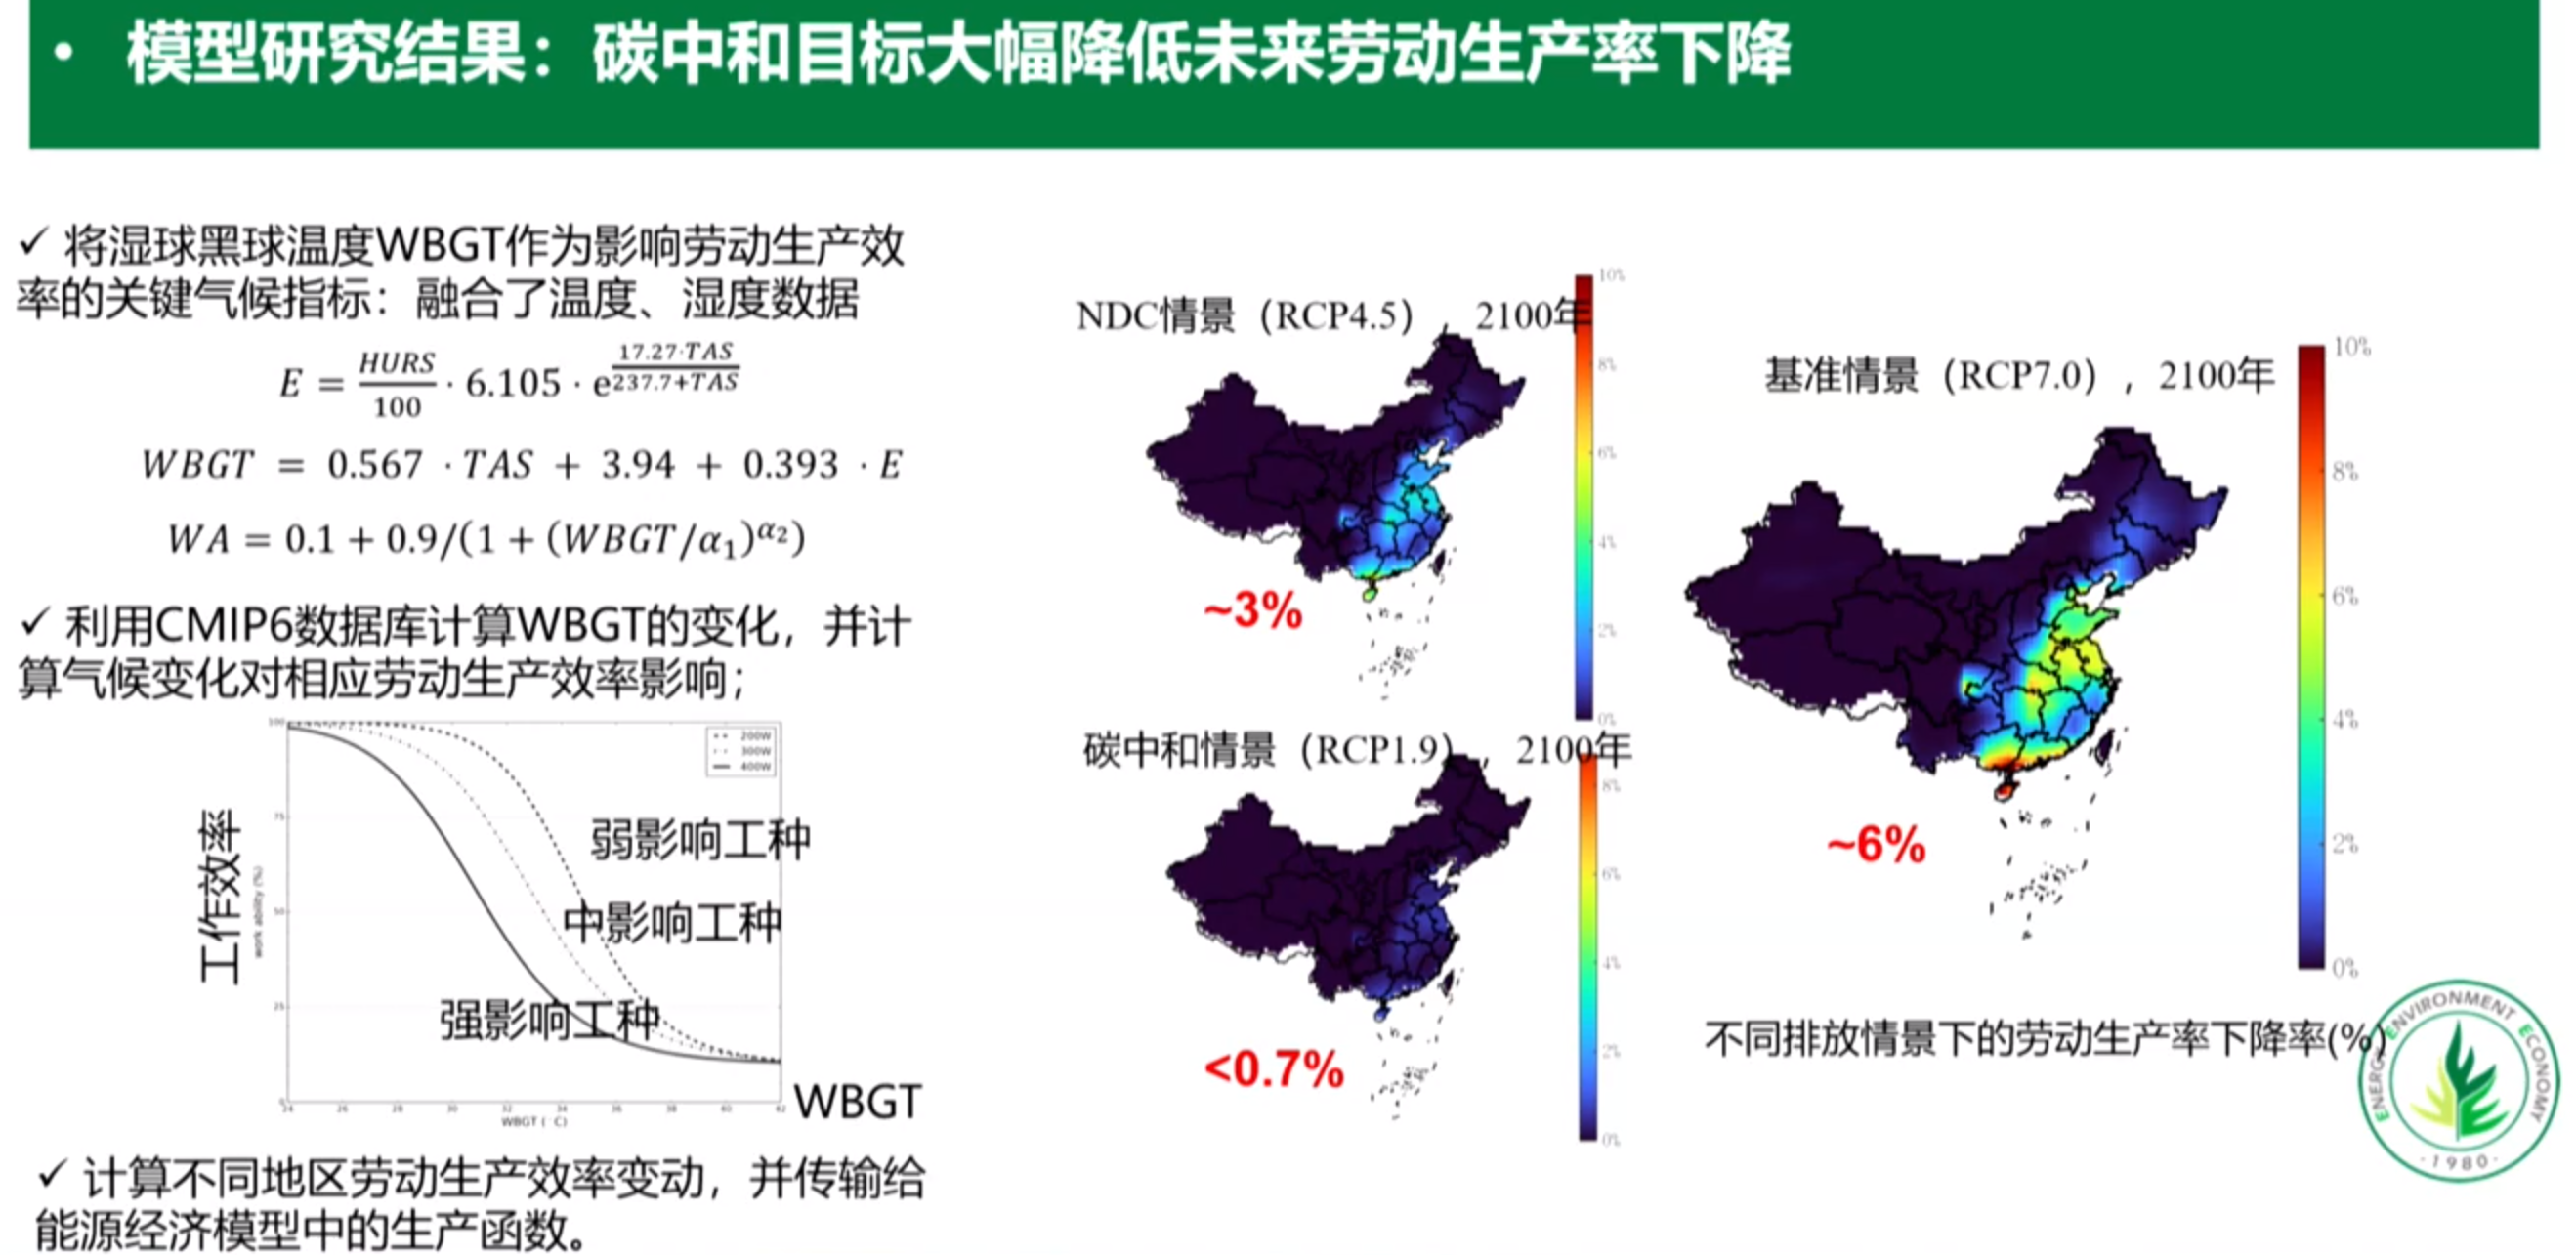 • 模型研究结果：碳中和目标大幅降低未来劳动生产率下降
✓ 将湿球黑球温度WBGT作为影响劳动生产效
率的关键气候指标：融合了温度、湿度数据
E = HURS/100 · 6.105 · e^(17.27·TAS/(237.7+TAS))
WBGT = 0.567 · TAS + 3.94 + 0.393 · E
WA = 0.1 + 0.9/(1 + (WBGT/α₁)^α₂)
✓ 利用CMIP6数据库计算WBGT的变化，并计
算气候变化对相应劳动生产效率影响；
工作效率
work ability (%)
100
75
50
25
0
200W
300W
400W
弱影响工种
中影响工种
强影响工种
24 26 28 30 32 34 36 38 40 42
WBGT (°C)
WBGT
✓ 计算不同地区劳动生产效率变动，并传输给
能源经济模型中的生产函数。
NDC情景（RCP4.5），2100年
10%
8%
6%
4%
2%
0%
~3%
碳中和情景（RCP1.9），2100年
8%
6%
4%
2%
0%
<0.7%
基准情景（RCP7.0），2100年
10%
8%
6%
4%
2%
0%
~6%
不同排放情景下的劳动生产率下降率(%)
ENERGY ENVIRONMENT ECONOMY
·1980·